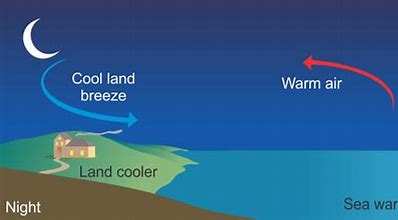 Cool land
breeze
Warm air
Land cooler
Night
Sea war